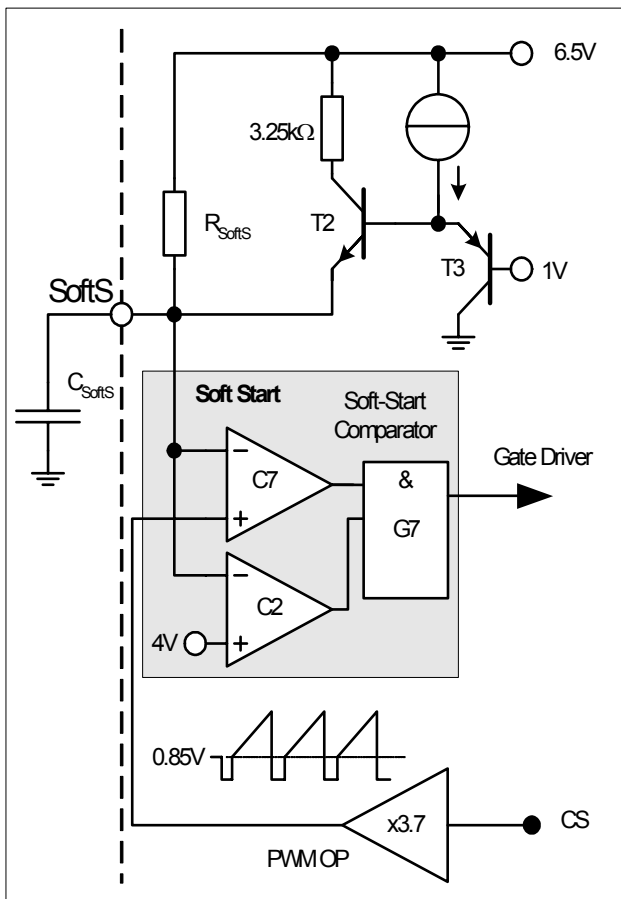 6.5V
3.25kΩ
R_SoftS
T2
T3
1V
SoftS
C_SoftS
Soft Start
Soft-Start
Comparator
Gate Driver
−
C7
+
&
G7
−
C2
+
4V
0.85V
x3.7
CS
PWM OP